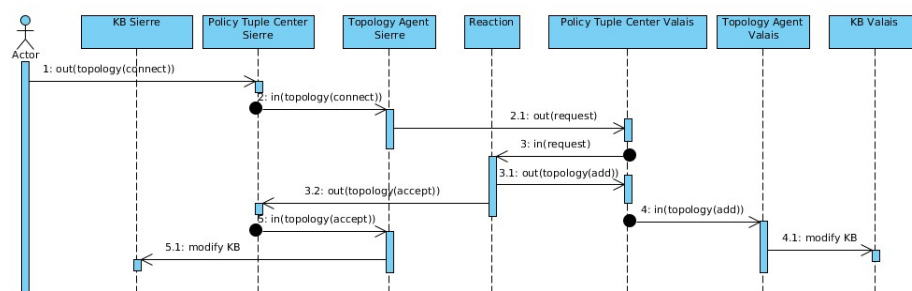 KB Sierre
Policy Tuple Center
Sierre
Topology Agent
Sierre
Reaction
Policy Tuple Center Valais
Topology Agent
Valais
KB Valais
Actor
1: out(topology(connect))
2: in(topology(connect))
2.1: out(request)
3: in(request)
3.1: out(topology(add))
3.2: out(topology(accept))
4: in(topology(add))
5: in(topology(accept))
4.1: modify KB
5.1: modify KB